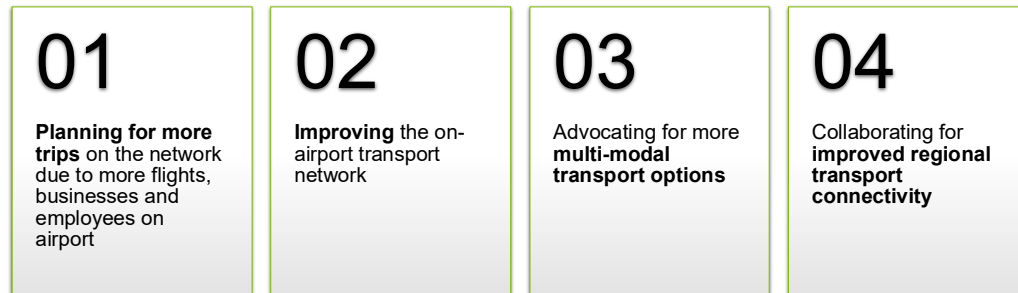 01
Planning for more
trips on the network
due to more flights,
businesses and
employees on
airport
02
Improving the on-
airport transport
network
03
Advocating for more
multi-modal
transport options
04
Collaborating for
improved regional
transport
connectivity